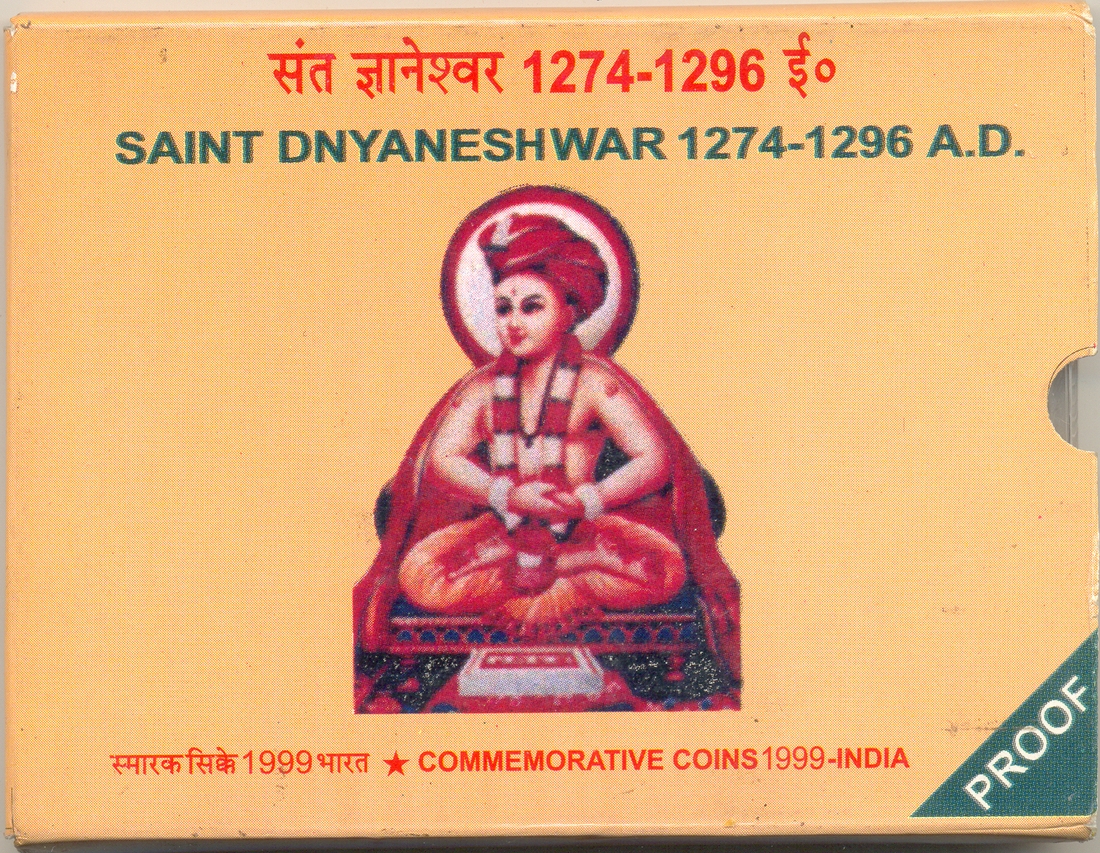 संत ज्ञानेश्वर 1274-1296 ई०
SAINT DNYANESHWAR 1274-1296 A.D.
स्मारक सिक्के 1999 भारत ★ COMMEMORATIVE COINS 1999-INDIA
PROOF